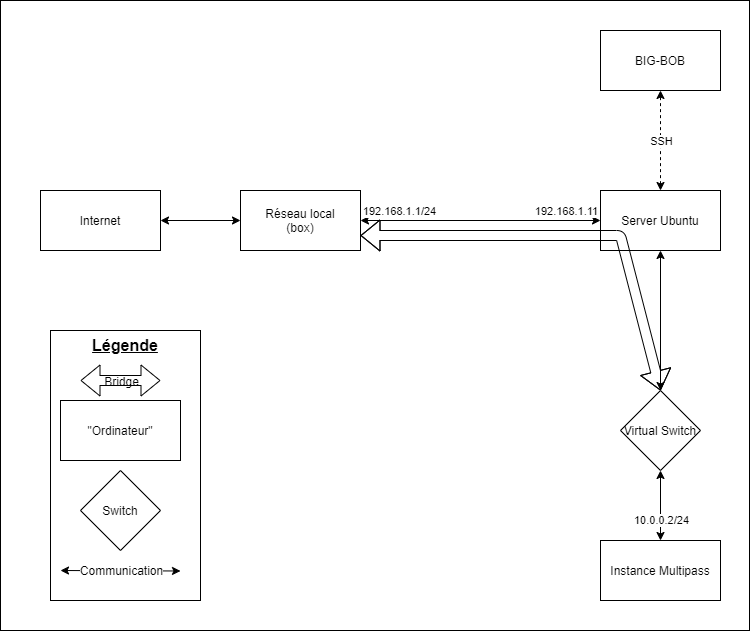 BIG-BOB
SSH
Internet
Réseau local
(box)
192.168.1.1/24
192.168.1.11
Server Ubuntu
Légende
Bridge
"Ordinateur"
Switch
Communication
Virtual Switch
10.0.0.2/24
Instance Multipass